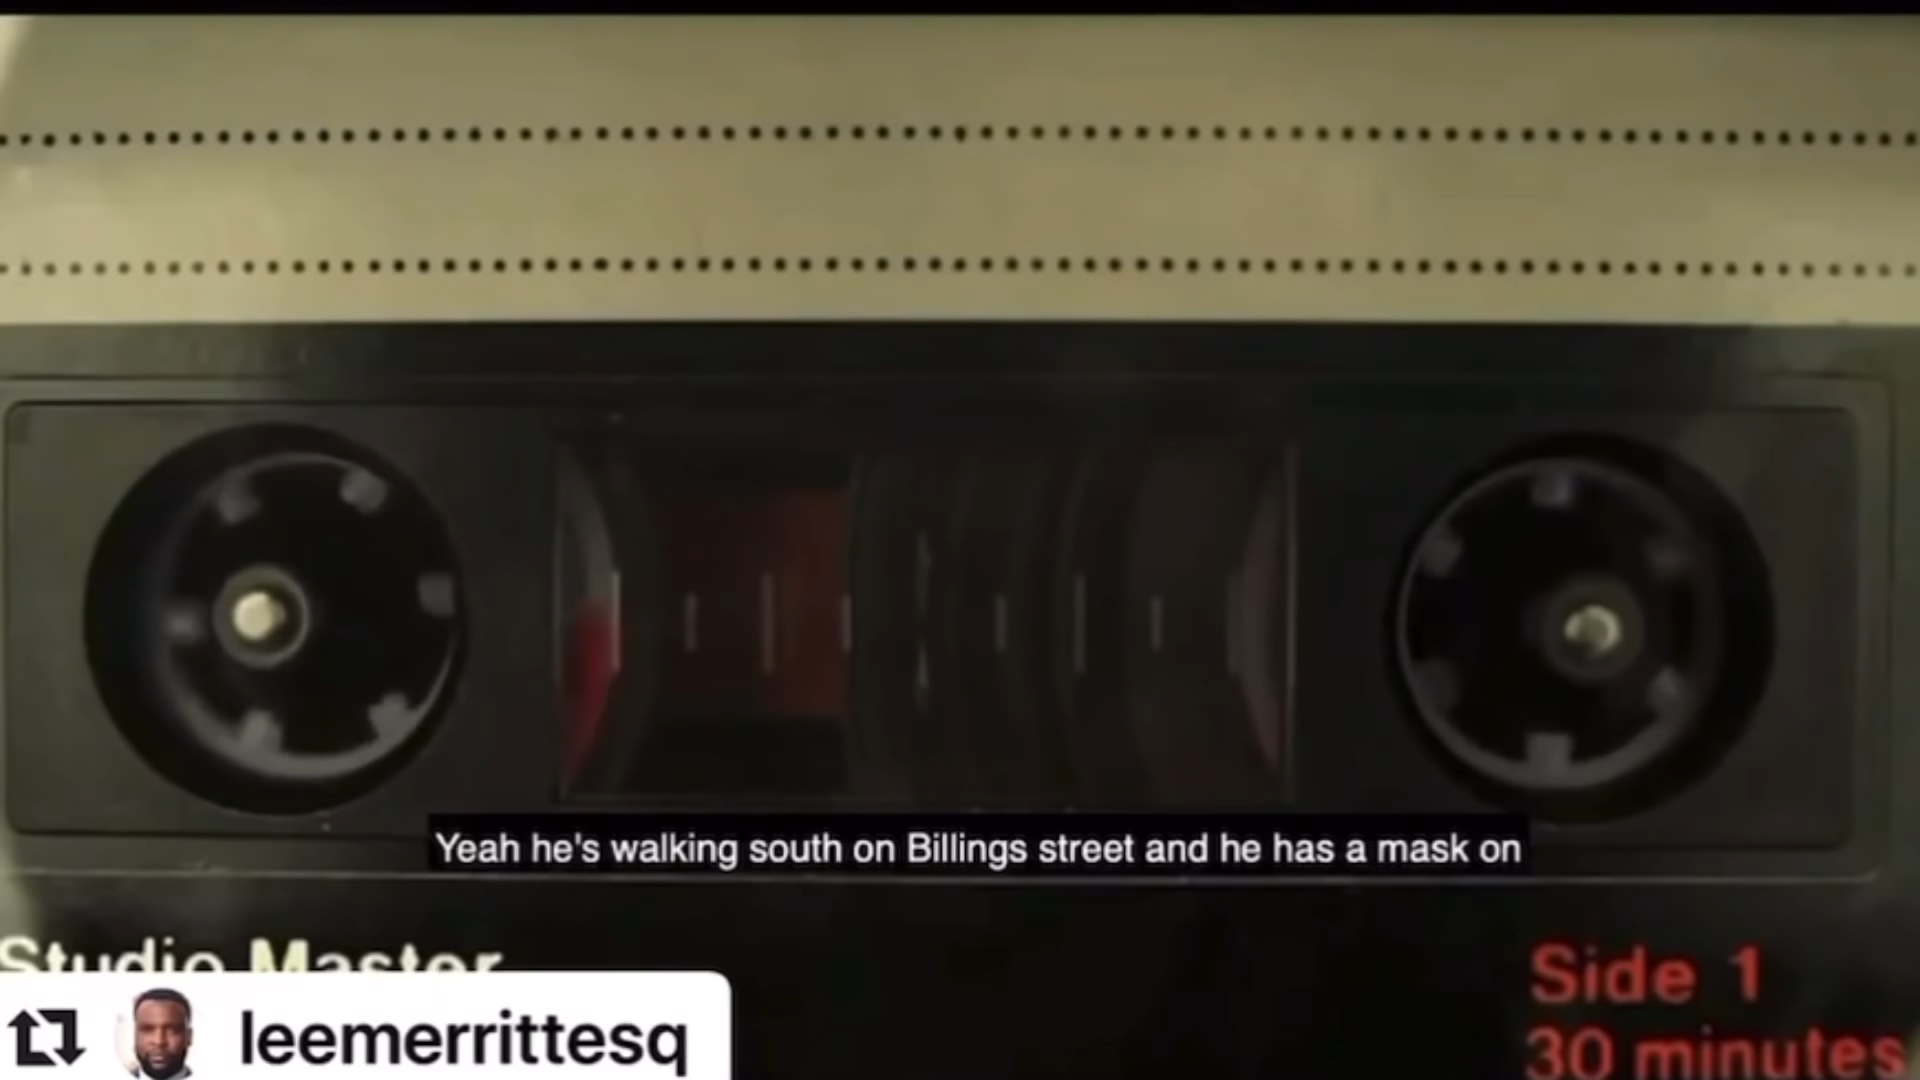 Yeah he's walking south on Billings street and he has a mask on
Studio Master
Side 1
30 minutes
leemerrittesq